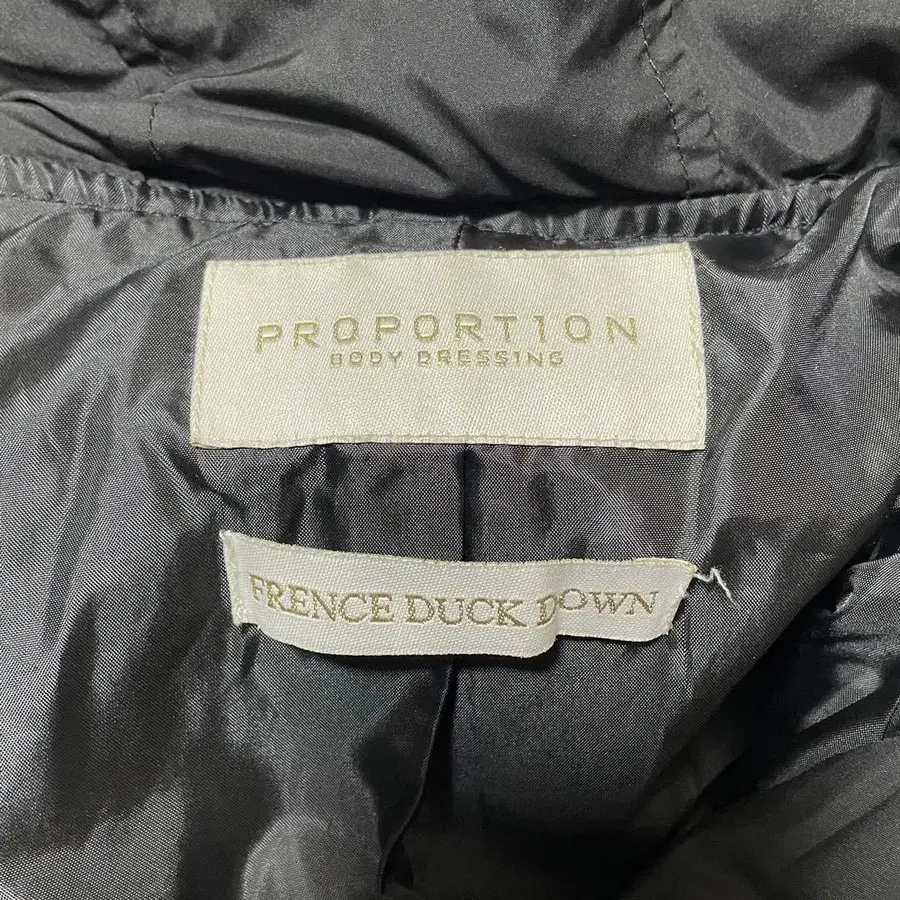 PROPORTION
BODY DRESSING
FRENCE DUCK DOWN